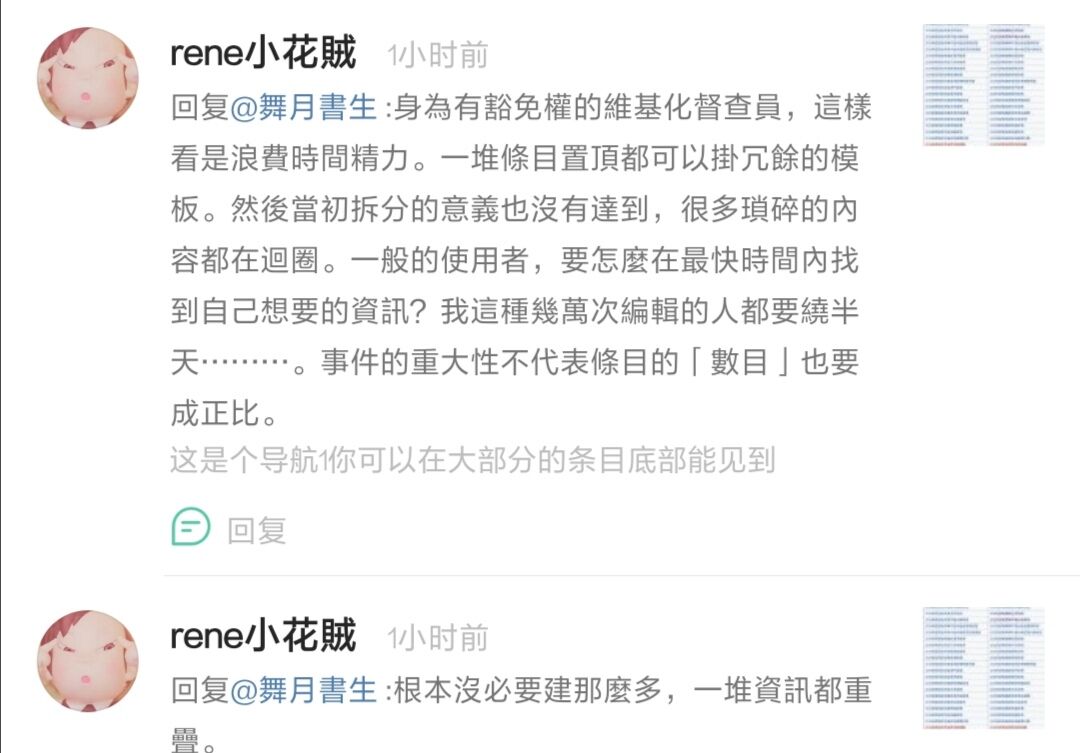 rene小花賊 1小时前
回复@舞月書生:身為有豁免權的維基化督查員，這樣
看是浪費時間精力。一堆條目置頂都可以掛冗餘的模
板。然後當初拆分的意義也沒有達到，很多瑣碎的內
容都在迴圈。一般的使用者，要怎麼在最快時間內找
到自己想要的資訊？我這種幾萬次編輯的人都要繞半
天………。事件的重大性不代表條目的「數目」也要
成正比。
这是个导航1你可以在大部分的条目底部能见到
回复
rene小花賊 1小时前
回复@舞月書生:根本沒必要建那麼多，一堆資訊都重
疊。